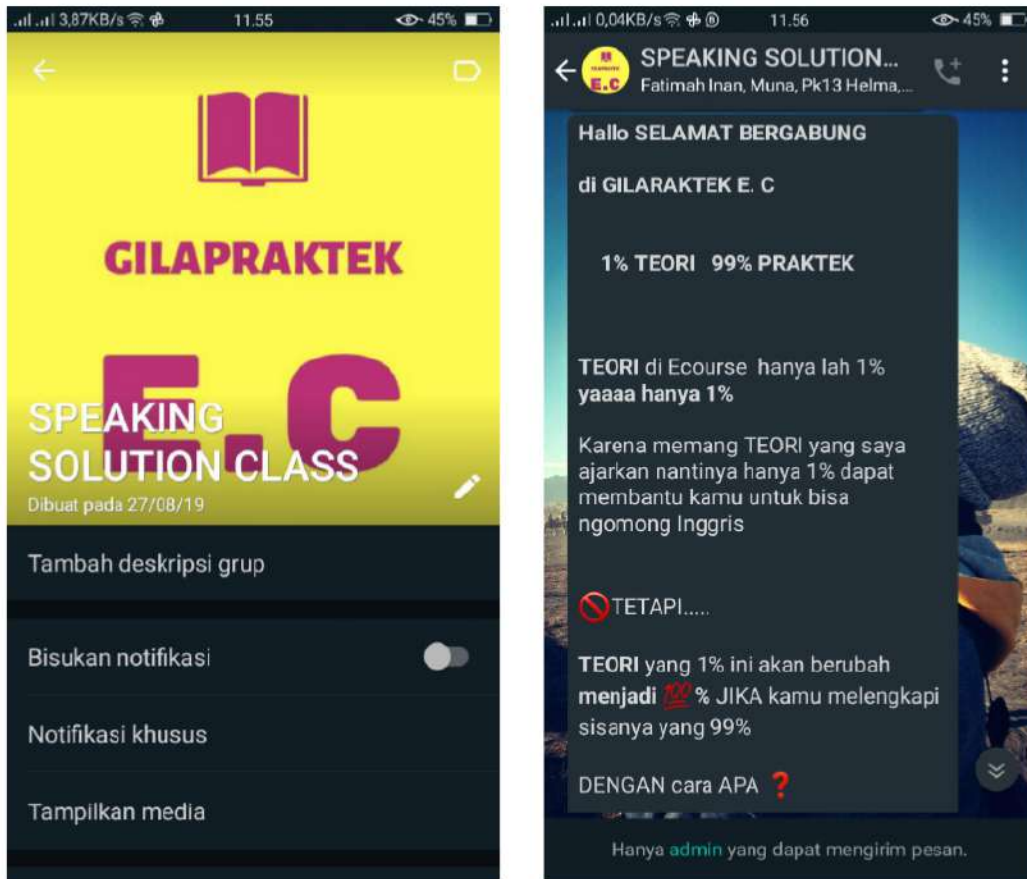 3,87KB/s 11.55 45%
GILAPRAKTEK
E.C
SPEAKING
SOLUTION CLASS
Dibuat pada 27/08/19
Tambah deskripsi grup
Bisukan notifikasi
Notifikasi khusus
Tampilkan media
0,04KB/s 11.56 45%
SPEAKING SOLUTION...
Fatimah Inan, Muna, Pk13 Helma,...
E.C
Hallo SELAMAT BERGABUNG
di GILARAKTEK E. C
1% TEORI 99% PRAKTEK
TEORI di Ecourse hanya lah 1%
yaaaa hanya 1%
Karena memang TEORI yang saya
ajarkan nantinya hanya 1% dapat
membantu kamu untuk bisa
ngomong Inggris
🚫TETAPI.....
TEORI yang 1% ini akan berubah
menjadi 💯 % JIKA kamu melengkapi
sisanya yang 99%
DENGAN cara APA ❓
Hanya admin yang dapat mengirim pesan.